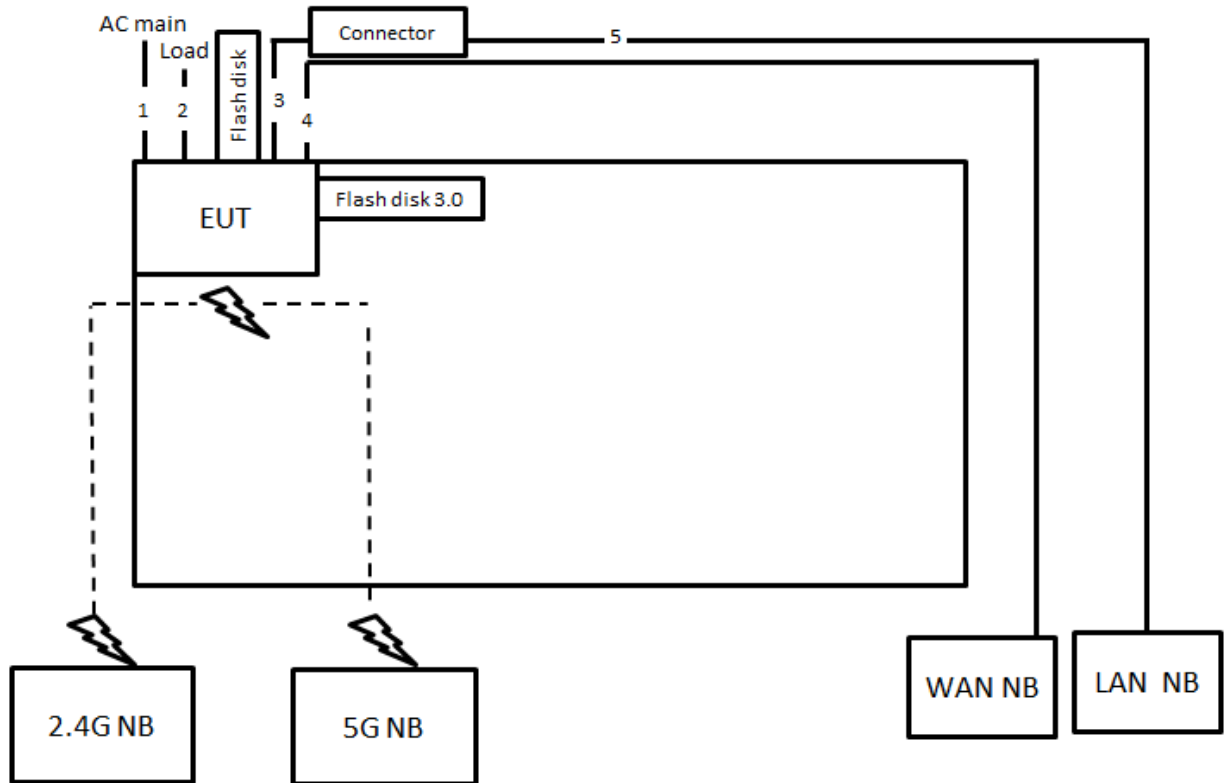 AC main
Load
Flash disk
Connector
5
1
2
3
4
EUT
Flash disk 3.0
2.4G NB
5G NB
WAN NB
LAN NB